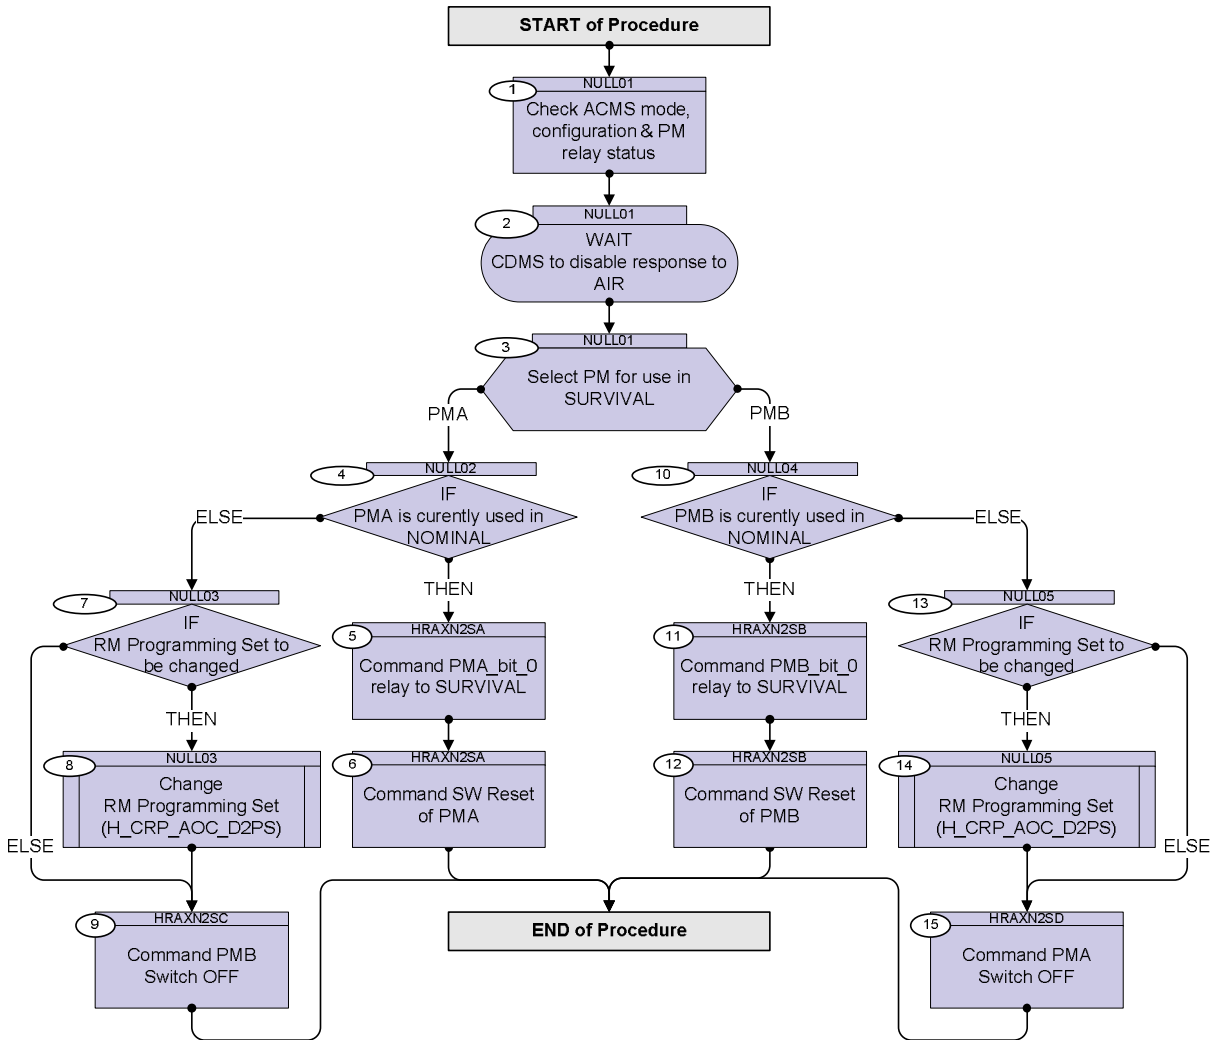 START of Procedure
NULL01
1
Check ACMS mode,
configuration & PM
relay status
NULL01
2
WAIT
CDMS to disable response to
AIR
NULL01
3
Select PM for use in
SURVIVAL
PMA
PMB
NULL02
4
IF
PMA is curently used in
NOMINAL
ELSE
THEN
NULL04
10
IF
PMB is curently used in
NOMINAL
ELSE
THEN
NULL03
7
IF
RM Programming Set to
be changed
THEN
ELSE
HRAXN2SA
5
Command PMA_bit_0
relay to SURVIVAL
HRAXN2SB
11
Command PMB_bit_0
relay to SURVIVAL
NULL05
13
IF
RM Programming Set to
be changed
THEN
ELSE
NULL03
8
Change
RM Programming Set
(H_CRP_AOC_D2PS)
HRAXN2SA
6
Command SW Reset
of PMA
HRAXN2SB
12
Command SW Reset
of PMB
NULL05
14
Change
RM Programming Set
(H_CRP_AOC_D2PS)
HRAXN2SC
9
Command PMB
Switch OFF
END of Procedure
HRAXN2SD
15
Command PMA
Switch OFF